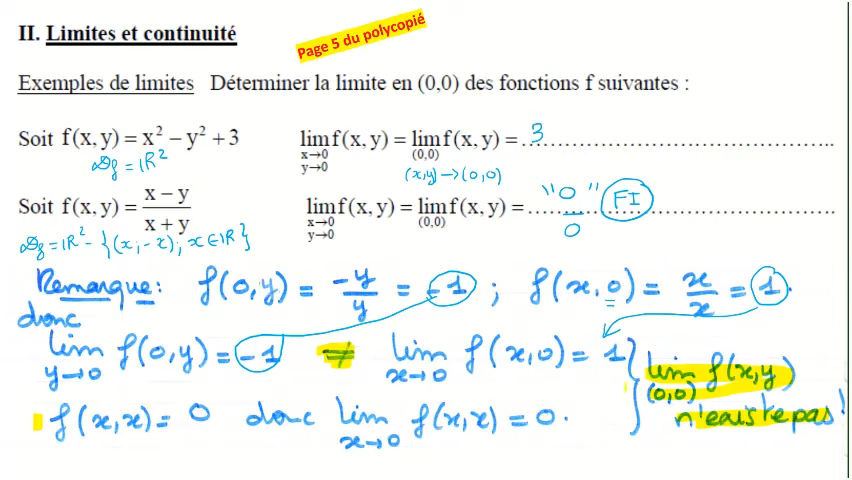 II. Limites et continuité
Page 5 du polycopié
Exemples de limites Déterminer la limite en (0,0) des fonctions f suivantes :
Soit f(x,y) = x² − y² + 3 lim f(x,y) = lim f(x,y) = 3
x→0 (0,0)
y→0
𝒟f = ℝ² (x,y) → (0,0)
Soit f(x,y) = (x − y)/(x + y) lim f(x,y) = lim f(x,y) = "0/0" FI
x→0 (0,0)
y→0
𝒟f = ℝ² - {(x;-x); x∈ℝ}
Remarque: f(0,y) = -y/y = -1 ; f(x,0) = x/x = 1.
donc
lim f(0,y) = -1 ≠ lim f(x,0) = 1
y→0 x→0
f(x,x) = 0 donc lim f(x,x) = 0.
x→0
lim f(x,y)
(0,0)
n'existe pas !